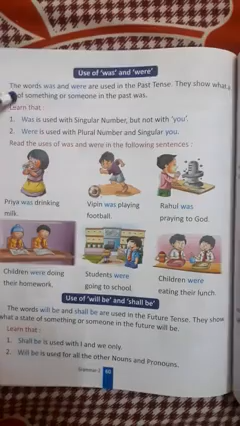 Use of 'was' and 'were'
The words was and were are used in the Past Tense. They show what a
of something or someone in the past was.
Learn that :
1. Was is used with Singular Number, but not with 'you'.
2. Were is used with Plural Number and Singular you.
Read the uses of was and were in the following sentences :
Priya was drinking
milk.
Vipin was playing
football.
Rahul was
praying to God.
Children were doing
their homework.
Students were
going to school.
Children were
eating their lunch.
Use of 'will be' and 'shall be'
The words will be and shall be are used in the Future Tense. They show
what a state of something or someone in the future will be.
Learn that :
1. Shall be is used with I and we only.
2. Will be is used for all the other Nouns and Pronouns.